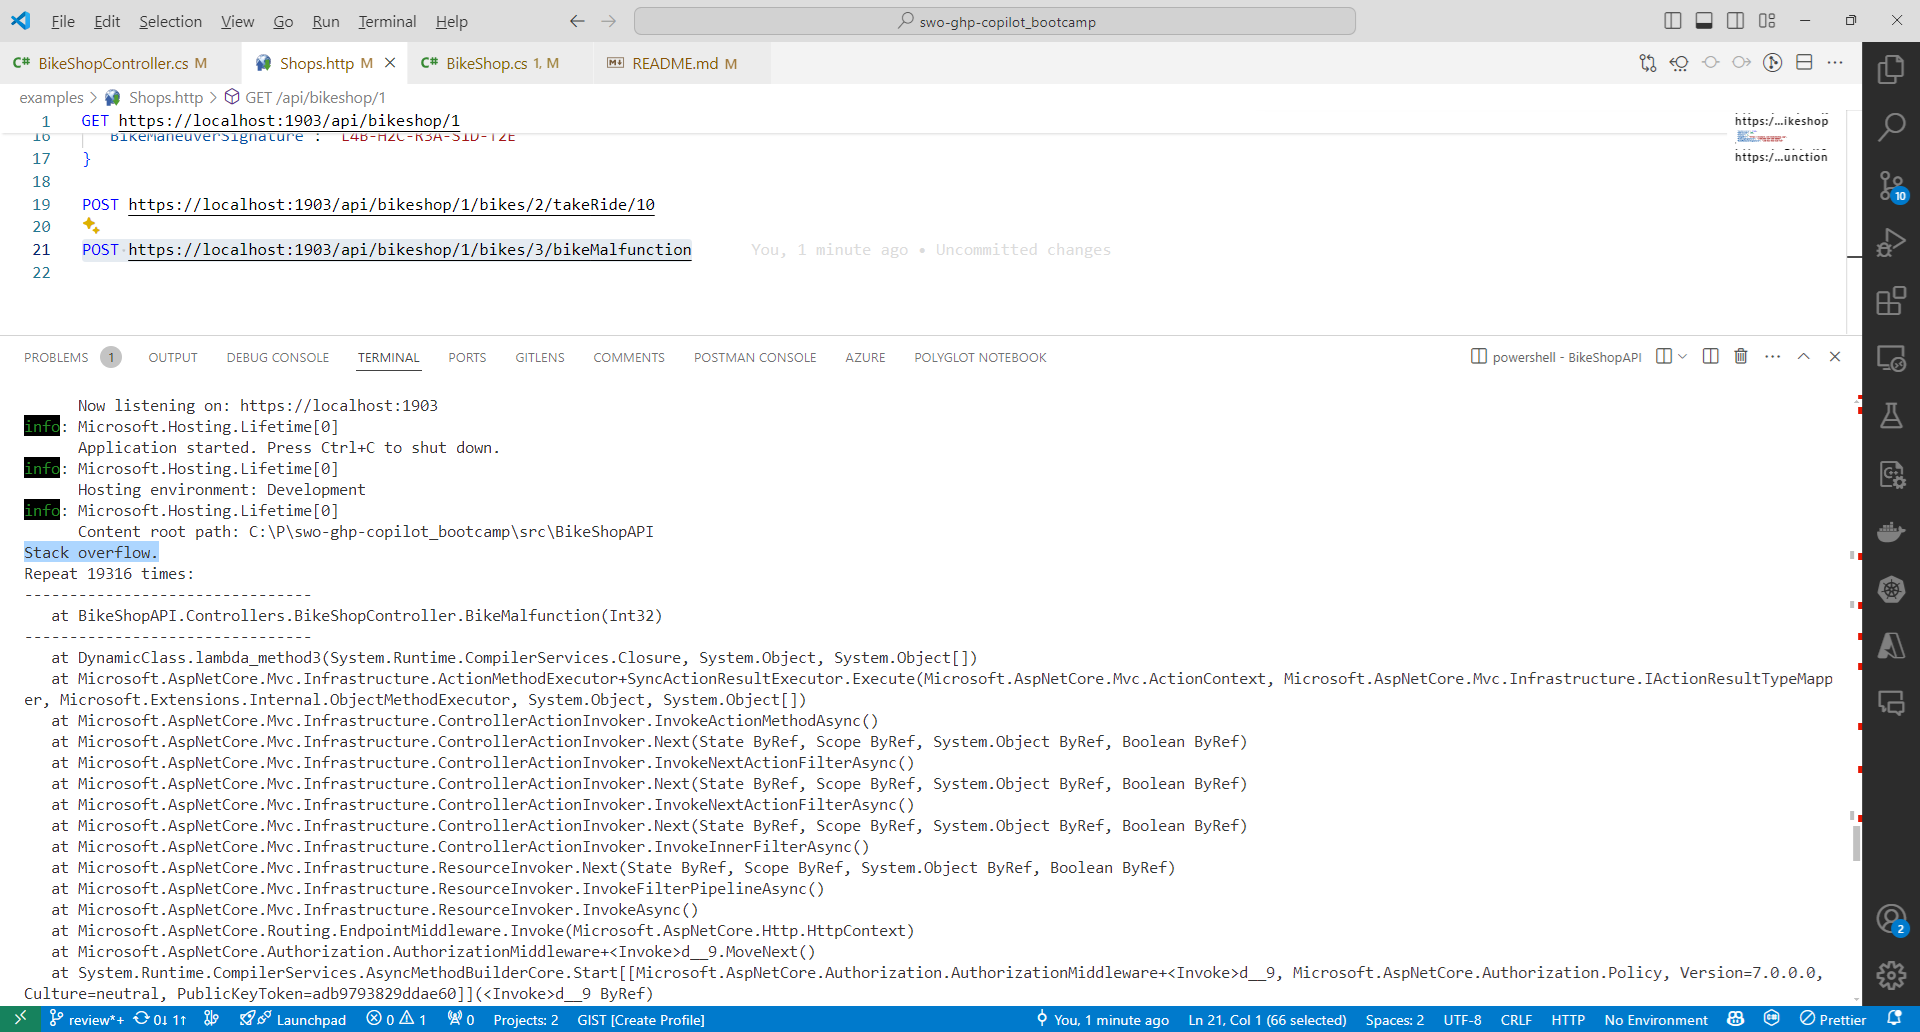 File Edit Selection View Go Run Terminal Help
swo-ghp-copilot_bootcamp
C# BikeShopController.cs M
Shops.http M
C# BikeShop.cs 1, M
README.md M
examples > Shops.http > GET /api/bikeshop/1
1 GET https://localhost:1903/api/bikeshop/1
16 "BikeManeuverSignature": "L4B-H2C-R3A-S1D-T2E"
17 }
18
19 POST https://localhost:1903/api/bikeshop/1/bikes/2/takeRide/10
20
21 POST https://localhost:1903/api/bikeshop/1/bikes/3/bikeMalfunction You, 1 minute ago • Uncommitted changes
22
https:/…ikeshop
https:/…unction
PROBLEMS 1 OUTPUT DEBUG CONSOLE TERMINAL PORTS GITLENS COMMENTS POSTMAN CONSOLE AZURE POLYGLOT NOTEBOOK
powershell - BikeShopAPI
Now listening on: https://localhost:1903
info: Microsoft.Hosting.Lifetime[0]
Application started. Press Ctrl+C to shut down.
info: Microsoft.Hosting.Lifetime[0]
Hosting environment: Development
info: Microsoft.Hosting.Lifetime[0]
Content root path: C:\P\swo-ghp-copilot_bootcamp\src\BikeShopAPI
Stack overflow.
Repeat 19316 times:
--------------------------------
at BikeShopAPI.Controllers.BikeShopController.BikeMalfunction(Int32)
--------------------------------
at DynamicClass.lambda_method3(System.Runtime.CompilerServices.Closure, System.Object, System.Object[])
at Microsoft.AspNetCore.Mvc.Infrastructure.ActionMethodExecutor+SyncActionResultExecutor.Execute(Microsoft.AspNetCore.Mvc.ActionContext, Microsoft.AspNetCore.Mvc.Infrastructure.IActionResultTypeMapp
er, Microsoft.Extensions.Internal.ObjectMethodExecutor, System.Object, System.Object[])
at Microsoft.AspNetCore.Mvc.Infrastructure.ControllerActionInvoker.InvokeActionMethodAsync()
at Microsoft.AspNetCore.Mvc.Infrastructure.ControllerActionInvoker.Next(State ByRef, Scope ByRef, System.Object ByRef, Boolean ByRef)
at Microsoft.AspNetCore.Mvc.Infrastructure.ControllerActionInvoker.InvokeNextActionFilterAsync()
at Microsoft.AspNetCore.Mvc.Infrastructure.ControllerActionInvoker.Next(State ByRef, Scope ByRef, System.Object ByRef, Boolean ByRef)
at Microsoft.AspNetCore.Mvc.Infrastructure.ControllerActionInvoker.InvokeNextActionFilterAsync()
at Microsoft.AspNetCore.Mvc.Infrastructure.ControllerActionInvoker.Next(State ByRef, Scope ByRef, System.Object ByRef, Boolean ByRef)
at Microsoft.AspNetCore.Mvc.Infrastructure.ControllerActionInvoker.InvokeInnerFilterAsync()
at Microsoft.AspNetCore.Mvc.Infrastructure.ResourceInvoker.Next(State ByRef, Scope ByRef, System.Object ByRef, Boolean ByRef)
at Microsoft.AspNetCore.Mvc.Infrastructure.ResourceInvoker.InvokeFilterPipelineAsync()
at Microsoft.AspNetCore.Mvc.Infrastructure.ResourceInvoker.InvokeAsync()
at Microsoft.AspNetCore.Routing.EndpointMiddleware.Invoke(Microsoft.AspNetCore.Http.HttpContext)
at Microsoft.AspNetCore.Authorization.AuthorizationMiddleware+<Invoke>d__9.MoveNext()
at System.Runtime.CompilerServices.AsyncMethodBuilderCore.Start[[Microsoft.AspNetCore.Authorization.AuthorizationMiddleware+<Invoke>d__9, Microsoft.AspNetCore.Authorization.Policy, Version=7.0.0.0,
Culture=neutral, PublicKeyToken=adb9793829ddae60]](<Invoke>d__9 ByRef)
10
2
review*+ 0↓ 1↑ Launchpad 0 1 0 Projects: 2 GIST [Create Profile] You, 1 minute ago Ln 21, Col 1 (66 selected) Spaces: 2 UTF-8 CRLF HTTP No Environment Prettier